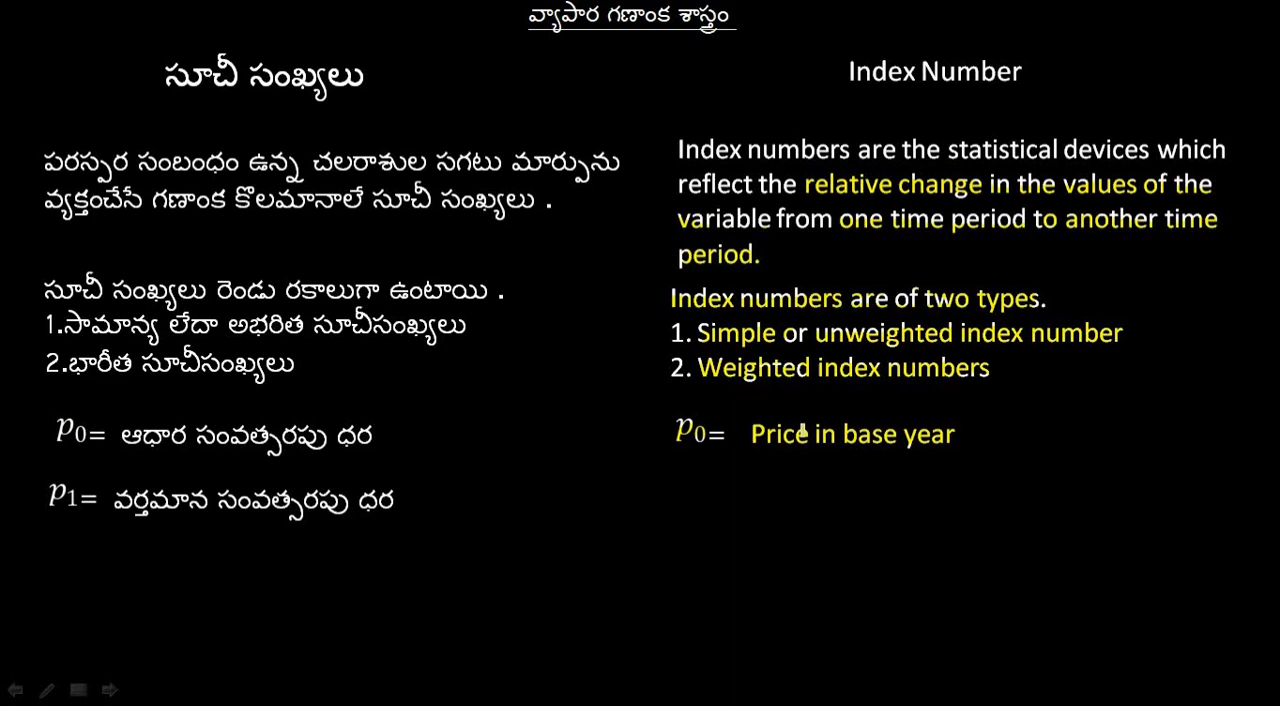 వ్యాపార గణాంక శాస్త్రం
సూచీ సంఖ్యలు
పరస్పర సంబంధం ఉన్న చలరాశుల సగటు మార్పును
వ్యక్తంచేసే గణాంక కొలమానాలే సూచీ సంఖ్యలు .
సూచీ సంఖ్యలు రెండు రకాలుగా ఉంటాయి .
1.సామాన్య లేదా అభరిత సూచీసంఖ్యలు
2.భారీత సూచీసంఖ్యలు
p₀= ఆధార సంవత్సరపు ధర
p₁= వర్తమాన సంవత్సరపు ధర
Index Number
Index numbers are the statistical devices which
reflect the relative change in the values of the
variable from one time period to another time
period.
Index numbers are of two types.
1. Simple or unweighted index number
2. Weighted index numbers
p₀= Price in base year